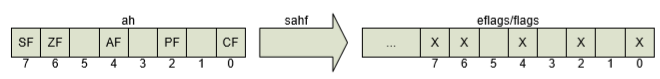 ah sahf eflags/flags
SF ZF AF PF CF ... X X X X X
7 6 5 4 3 2 1 0 7 6 5 4 3 2 1 0